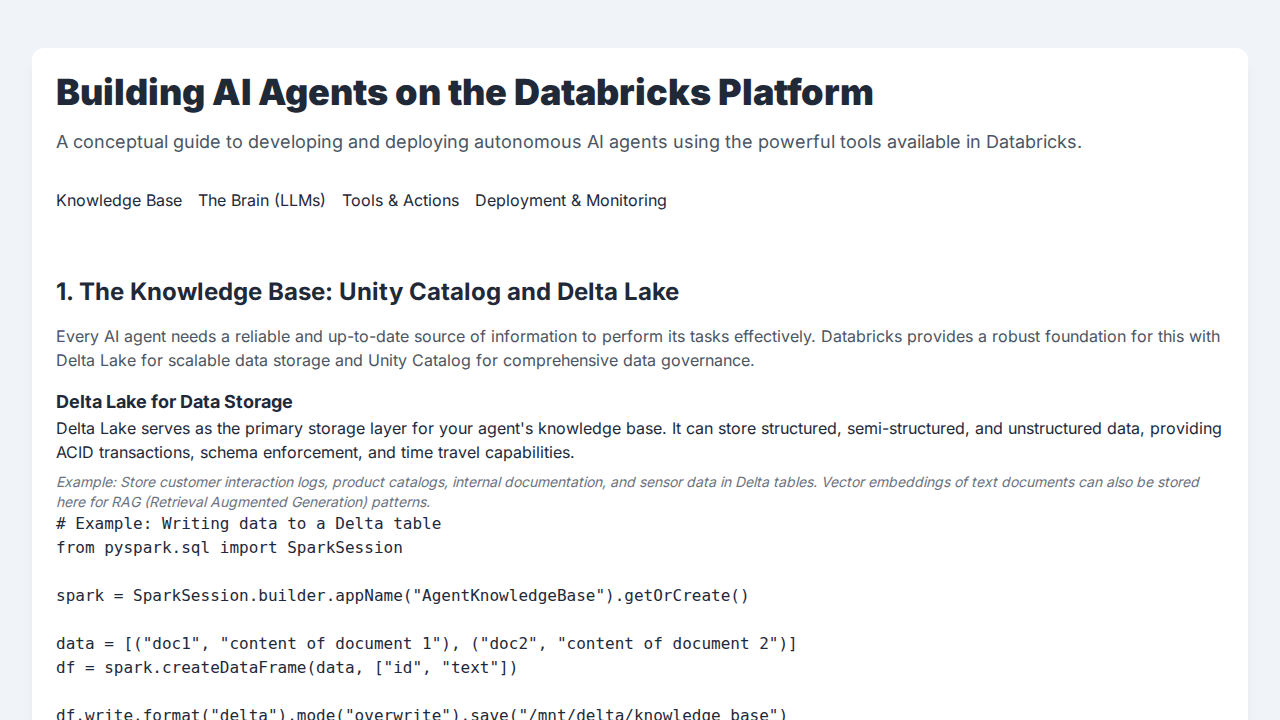 Building AI Agents on the Databricks Platform
A conceptual guide to developing and deploying autonomous AI agents using the powerful tools available in Databricks.
Knowledge Base The Brain (LLMs) Tools & Actions Deployment & Monitoring
1. The Knowledge Base: Unity Catalog and Delta Lake
Every AI agent needs a reliable and up-to-date source of information to perform its tasks effectively. Databricks provides a robust foundation for this with
Delta Lake for scalable data storage and Unity Catalog for comprehensive data governance.
Delta Lake for Data Storage
Delta Lake serves as the primary storage layer for your agent's knowledge base. It can store structured, semi-structured, and unstructured data, providing
ACID transactions, schema enforcement, and time travel capabilities.
Example: Store customer interaction logs, product catalogs, internal documentation, and sensor data in Delta tables. Vector embeddings of text documents can also be stored
here for RAG (Retrieval Augmented Generation) patterns.
# Example: Writing data to a Delta table
from pyspark.sql import SparkSession
spark = SparkSession.builder.appName("AgentKnowledgeBase").getOrCreate()
data = [("doc1", "content of document 1"), ("doc2", "content of document 2")]
df = spark.createDataFrame(data, ["id", "text"])
df.write.format("delta").mode("overwrite").save("/mnt/delta/knowledge_base")